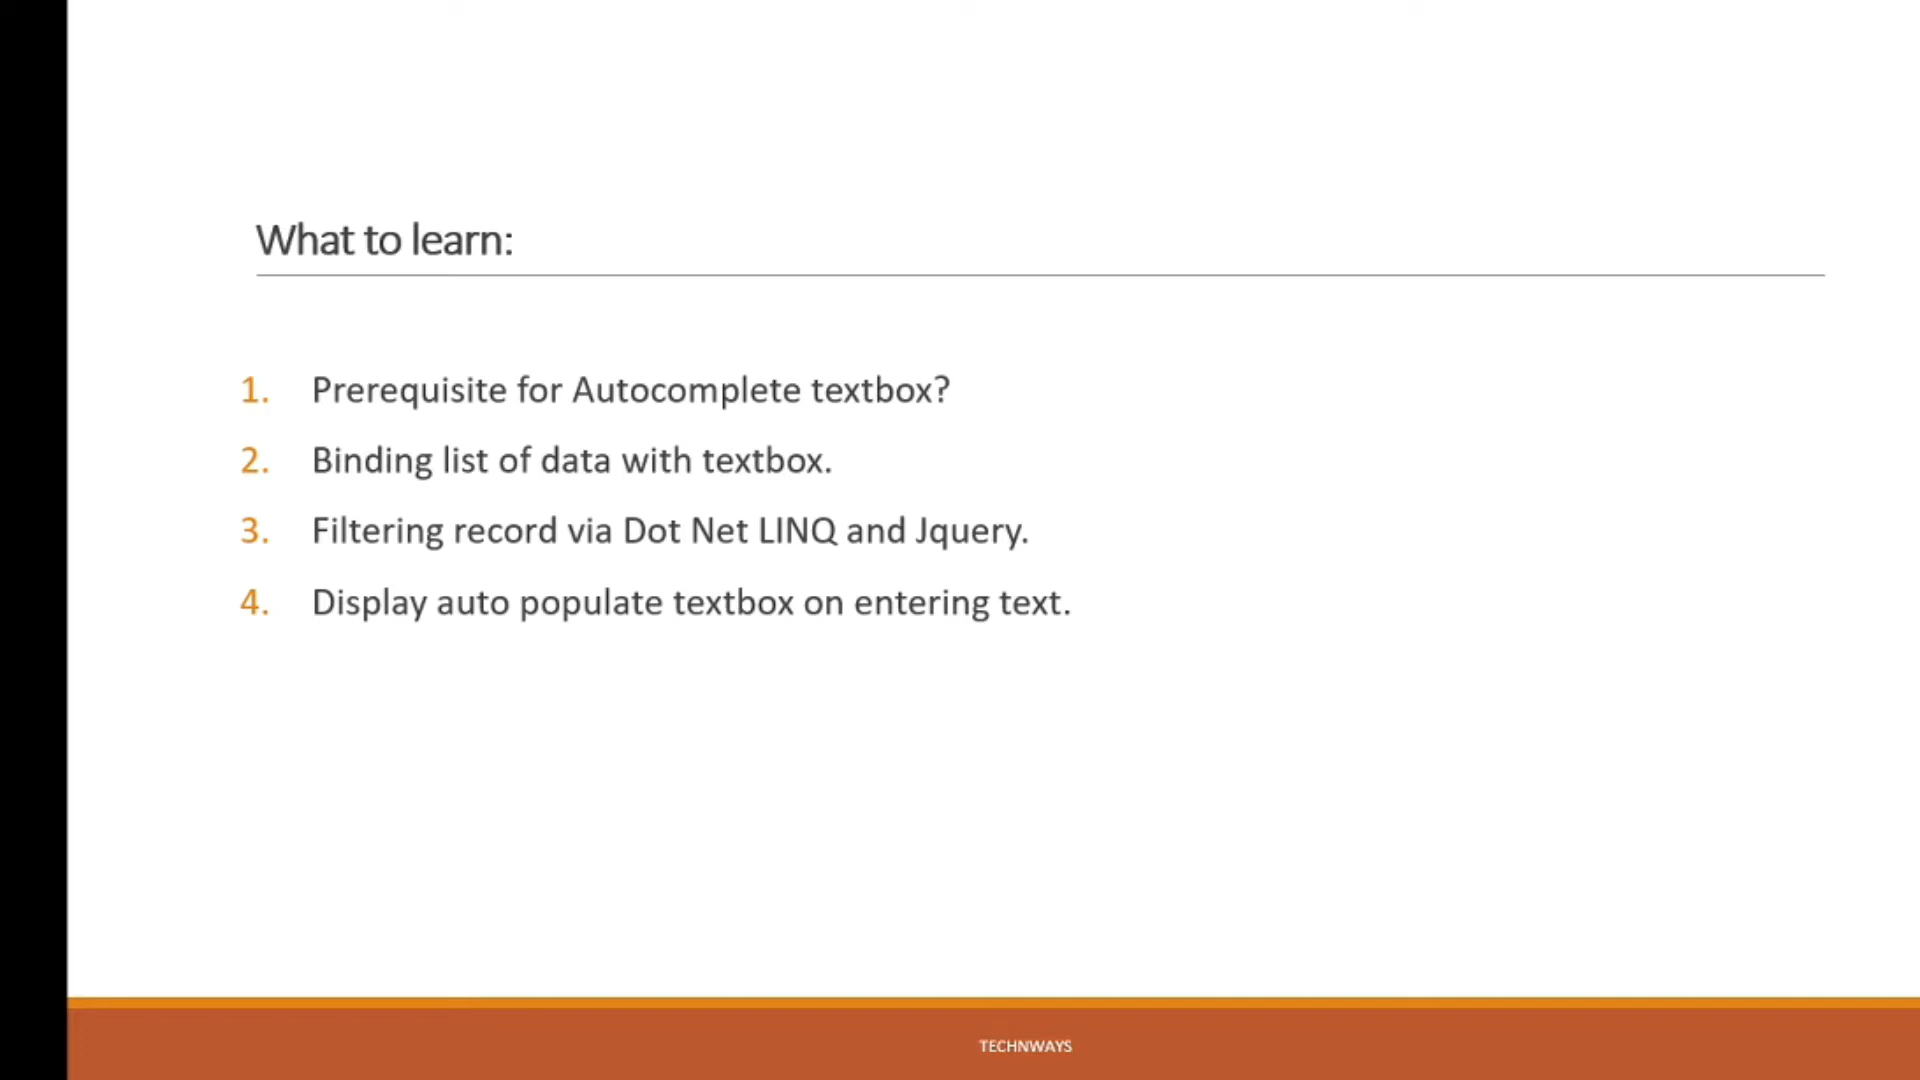 What to learn:
1. Prerequisite for Autocomplete textbox?
2. Binding list of data with textbox.
3. Filtering record via Dot Net LINQ and Jquery.
4. Display auto populate textbox on entering text.
TECHNWAYS